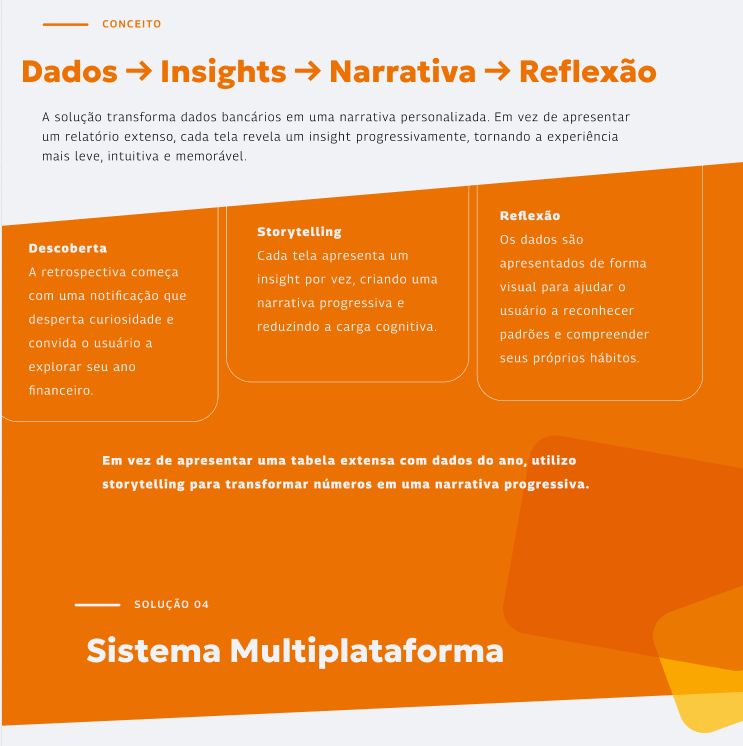 CONCEITO
Dados → Insights → Narrativa → Reflexão
A solução transforma dados bancários em uma narrativa personalizada. Em vez de apresentar
um relatório extenso, cada tela revela um insight progressivamente, tornando a experiência
mais leve, intuitiva e memorável.
Descoberta
A retrospectiva começa
com uma notificação que
desperta curiosidade e
convida o usuário a
explorar seu ano
financeiro.
Storytelling
Cada tela apresenta um
insight por vez, criando uma
narrativa progressiva e
reduzindo a carga cognitiva.
Reflexão
Os dados são
apresentados de forma
visual para ajudar o
usuário a reconhecer
padrões e compreender
seus próprios hábitos.
Em vez de apresentar uma tabela extensa com dados do ano, utilizo
storytelling para transformar números em uma narrativa progressiva.
SOLUÇÃO 04
Sistema Multiplataforma